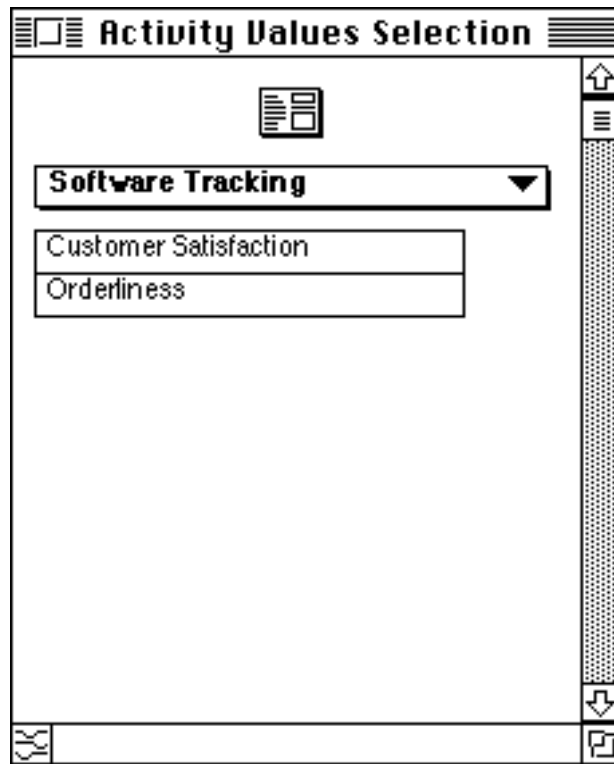 Activity Values Selection
Software Tracking
Customer Satisfaction
Orderliness